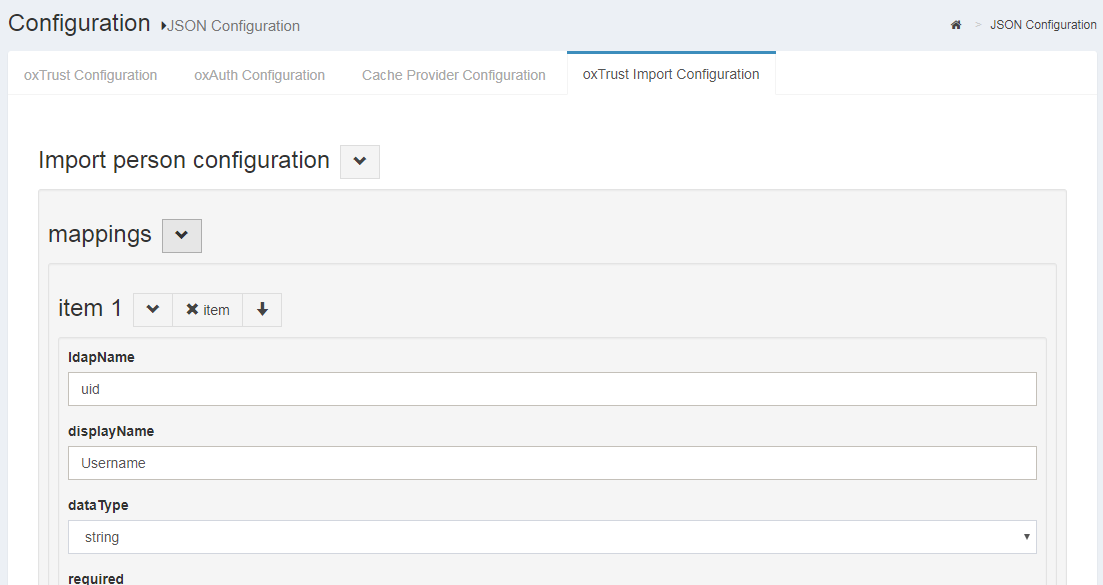 Configuration JSON Configuration
> JSON Configuration
oxTrust Configuration oxAuth Configuration Cache Provider Configuration oxTrust Import Configuration
Import person configuration
mappings
item 1 item
ldapName
uid
displayName
Username
dataType
string
required